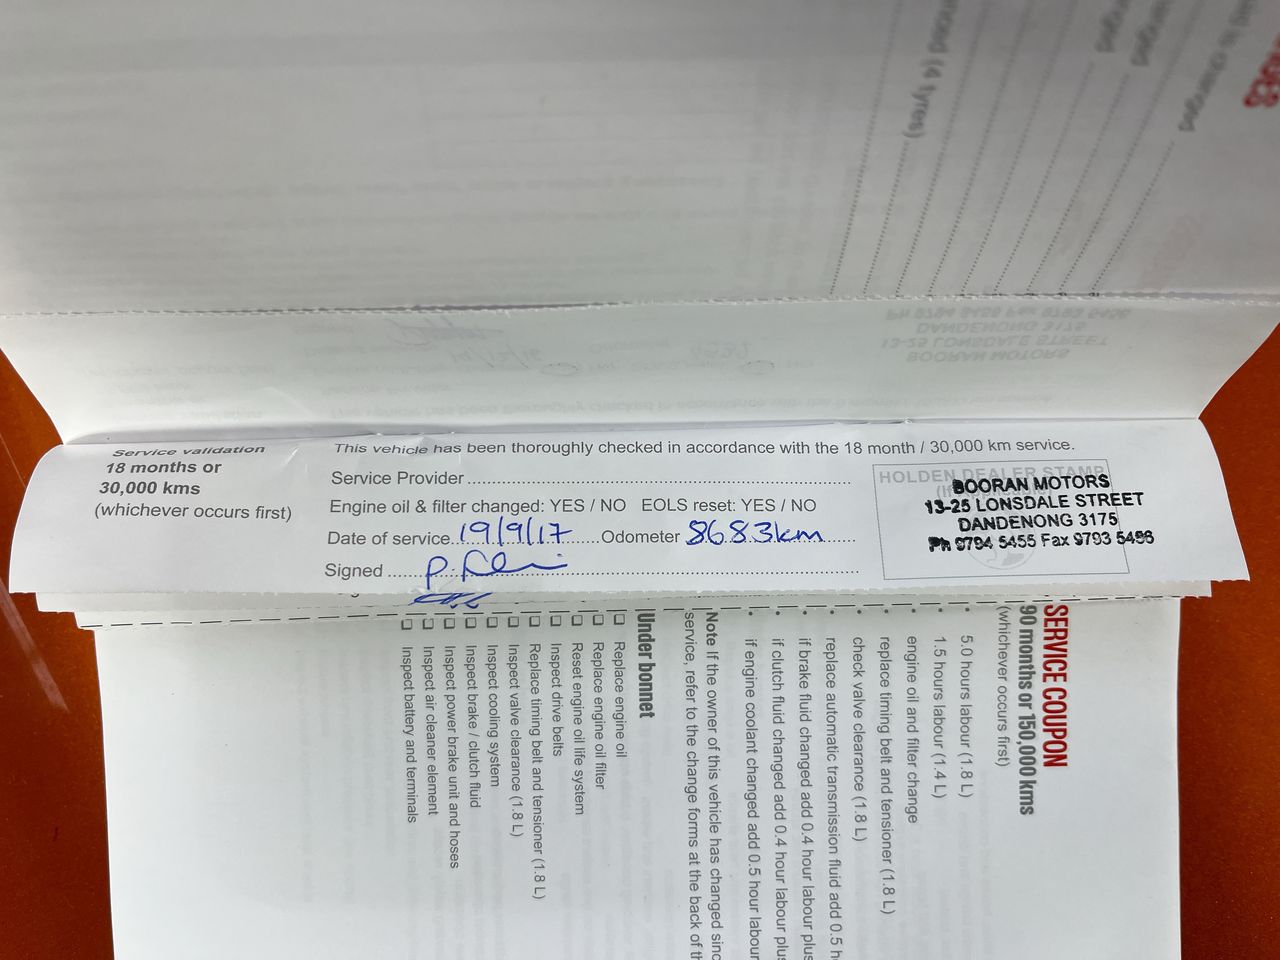 anged (4 tyres)
anged
anged
changed
Service validation
18 months or
30,000 kms
(whichever occurs first)
This vehicle has been thoroughly checked in accordance with the 18 month / 30,000 km service.
Service Provider
Engine oil & filter changed: YES / NO EOLS reset: YES / NO
Date of service 19/9/17 Odometer 8683km
Signed
HOLDEN DEALER STAMP
BOORAN MOTORS
13-25 LONSDALE STREET
DANDENONG 3175
Ph 9794 5455 Fax 9793 5456
SERVICE COUPON
90 months or 150,000 kms
(whichever occurs first)
• 5.0 hours labour (1.8 L)
• 1.5 hours labour (1.4 L)
• engine oil and filter change
• replace timing belt and tensioner (1.8 L)
• check valve clearance (1.8 L)
• replace automatic transmission fluid add 0.5 h
• if brake fluid changed add 0.4 hour labour plus
• if clutch fluid changed add 0.4 hour labour plus
• if engine coolant changed add 0.5 hour labour
Note If the owner of this vehicle has changed sinc
service, refer to the change forms at the back of th
Under bonnet
❑ Replace engine oil
❑ Replace engine oil filter
❑ Reset engine oil life system
❑ Inspect drive belts
❑ Replace timing belt and tensioner (1.8 L)
❑ Inspect valve clearance (1.8 L)
❑ Inspect cooling system
❑ Inspect brake / clutch fluid
❑ Inspect power brake unit and hoses
❑ Inspect air cleaner element
❑ Inspect battery and terminals